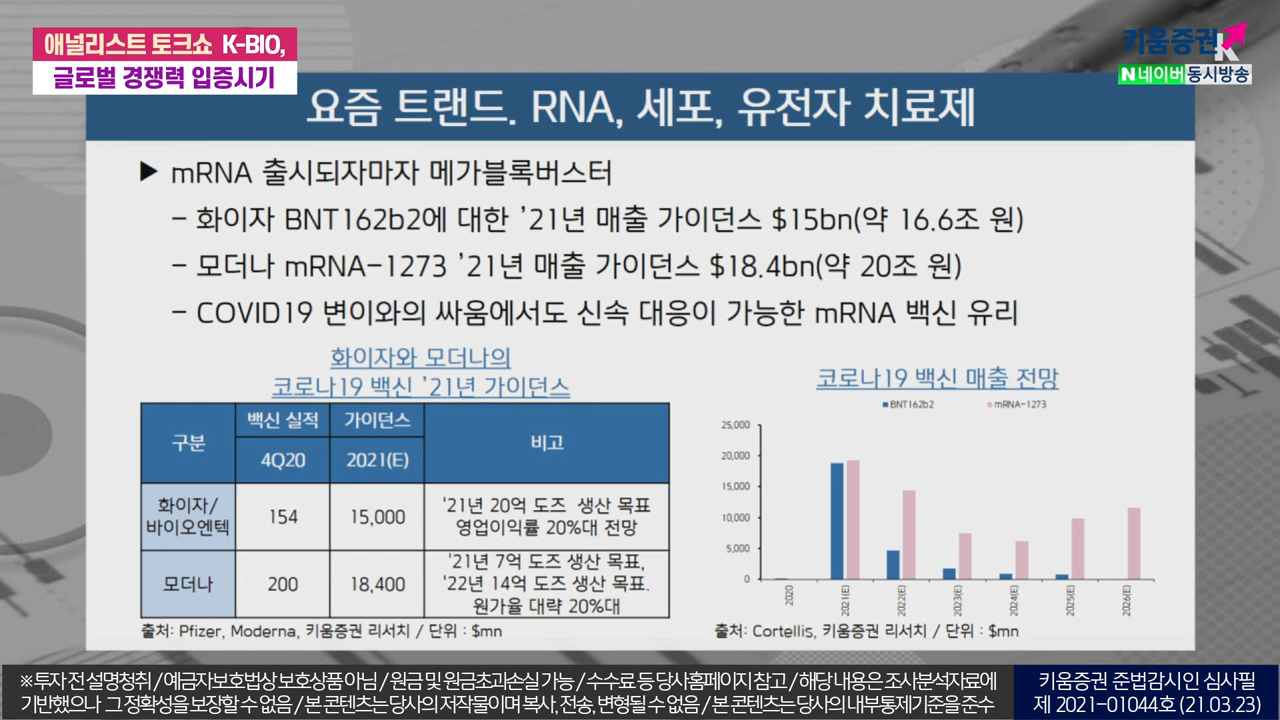 애널리스트 토크쇼 K-BIO,
글로벌 경쟁력 입증시기
키움증권
N 네이버 동시방송
요즘 트랜드. RNA, 세포, 유전자 치료제
▶ mRNA 출시되자마자 메가블록버스터
- 화이자 BNT162b2에 대한 '21년 매출 가이던스 $15bn(약 16.6조 원)
- 모더나 mRNA-1273 '21년 매출 가이던스 $18.4bn(약 20조 원)
- COVID19 변이와의 싸움에서도 신속 대응이 가능한 mRNA 백신 유리
화이자와 모더나의
코로나19 백신 '21년 가이던스
구분
백신 실적
가이던스
비고
4Q20
2021(E)
화이자/
바이오엔텍
154
15,000
'21년 20억 도즈 생산 목표
영업이익률 20%대 전망
모더나
200
18,400
'21년 7억 도즈 생산 목표,
'22년 14억 도즈 생산 목표.
원가율 대략 20%대
출처: Pfizer, Moderna, 키움증권 리서치 / 단위 : $mn
코로나19 백신 매출 전망
BNT162b2
mRNA-1273
25,000
20,000
15,000
10,000
5,000
0
2020
2021(E)
2022(E)
2023(E)
2024(E)
2025(E)
2026(E)
출처: Cortellis, 키움증권 리서치 / 단위 : $mn
※ 투자 전 설명청취 / 예금자보호법상 보호상품 아님 / 원금 및 원금초과손실 가능 / 수수료 등 당사홈페이지 참고 / 해당 내용은 조사분석자료에
기반했으나 그 정확성을 보장할 수 없음 / 본 콘텐츠는 당사의 저작물이며 복사, 전송, 변형될 수 없음 / 본 콘텐츠는 당사의 내부통제기준을 준수
키움증권 준법감시인 심사필
제 2021-01044호 (21.03.23)